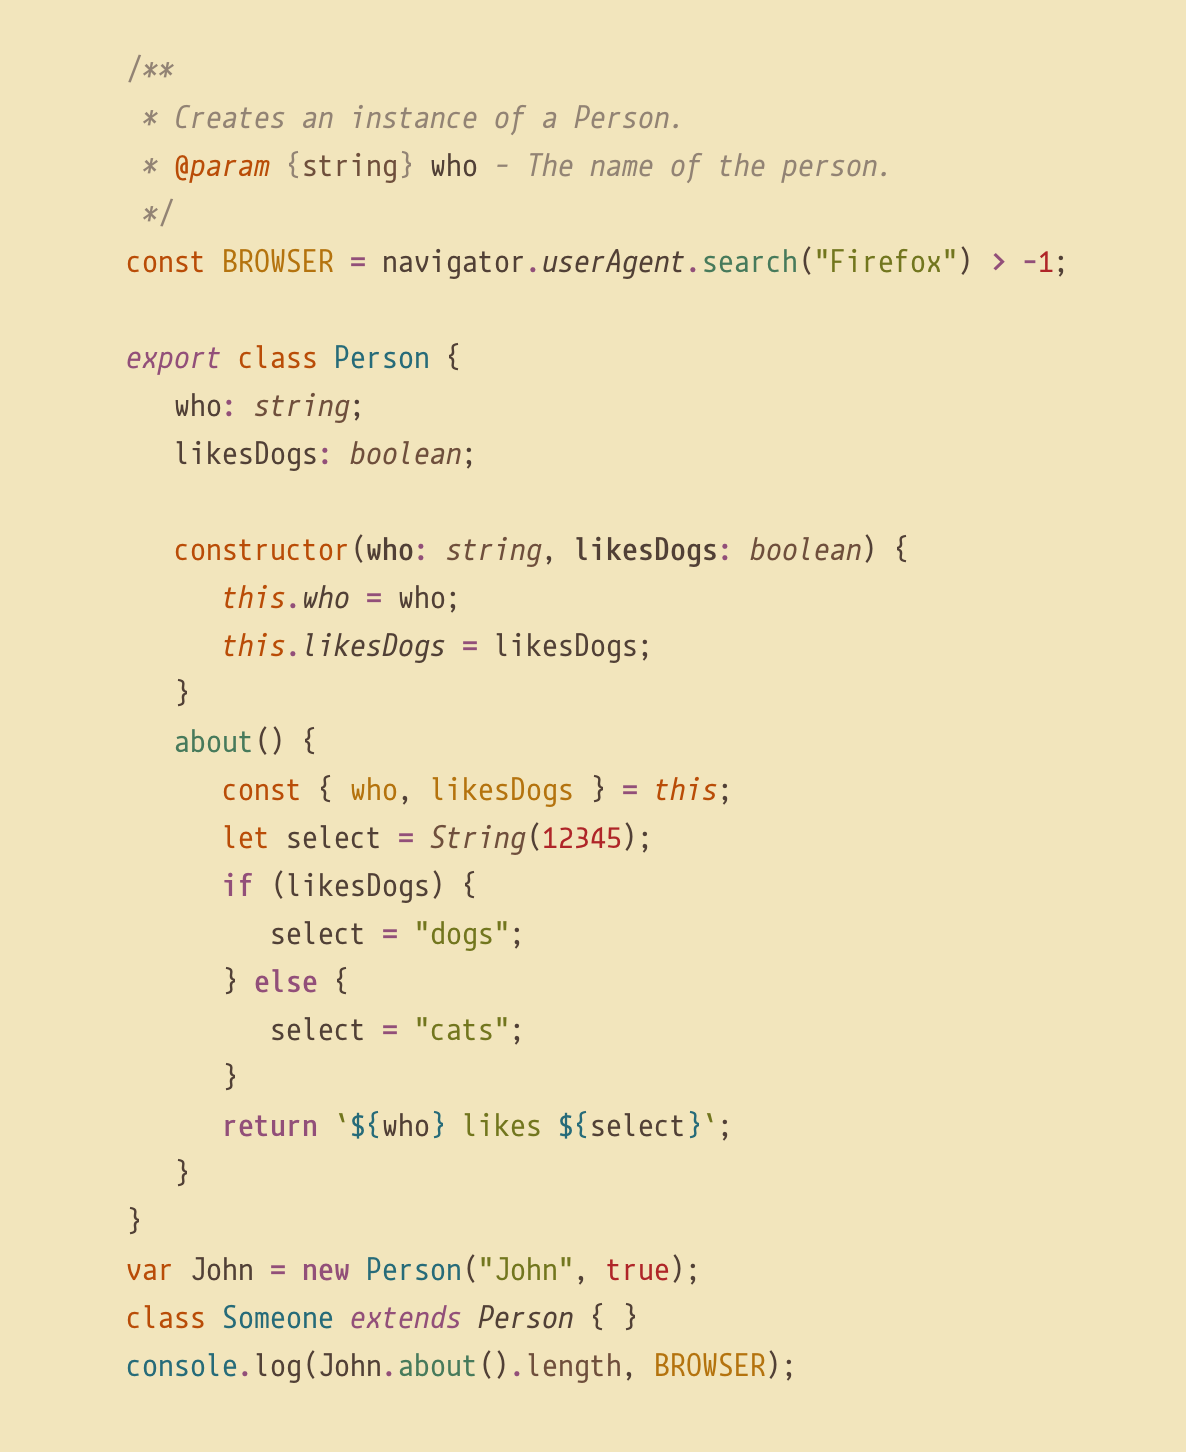 /**
 * Creates an instance of a Person.
 * @param {string} who - The name of the person.
 */
const BROWSER = navigator.userAgent.search("Firefox") > -1;

export class Person {
   who: string;
   likesDogs: boolean;

   constructor(who: string, likesDogs: boolean) {
      this.who = who;
      this.likesDogs = likesDogs;
   }
   about() {
      const { who, likesDogs } = this;
      let select = String(12345);
      if (likesDogs) {
         select = "dogs";
      } else {
         select = "cats";
      }
      return `${who} likes ${select}`;
   }
}
var John = new Person("John", true);
class Someone extends Person { }
console.log(John.about().length, BROWSER);